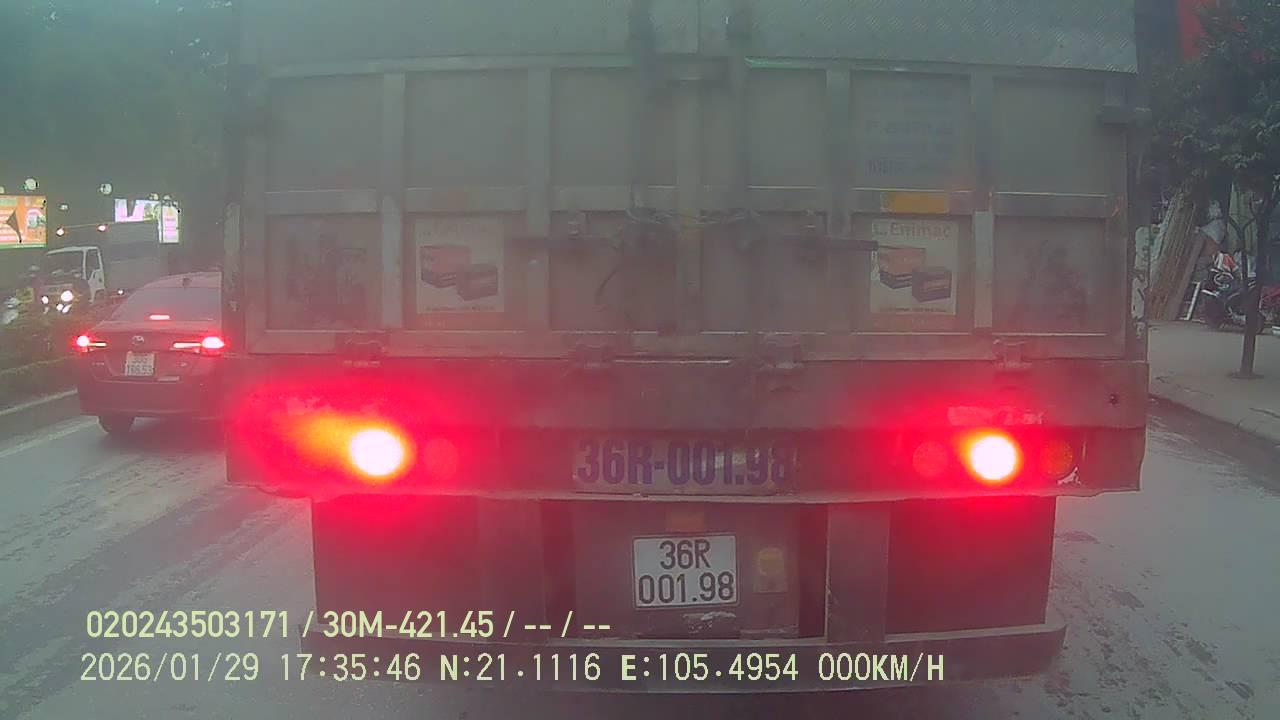 L.Enimac
36R-001.98
36R
001.98
020243503171 / 30M-421.45 / -- / --
2026/01/29 17:35:46 N:21.1116 E:105.4954 000KM/H